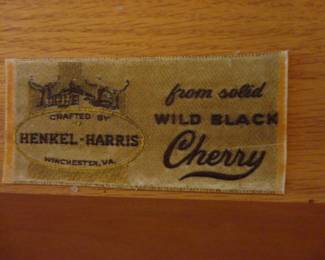 CRAFTED BY
HENKEL-HARRIS
WINCHESTER, VA.
from solid
WILD BLACK
Cherry